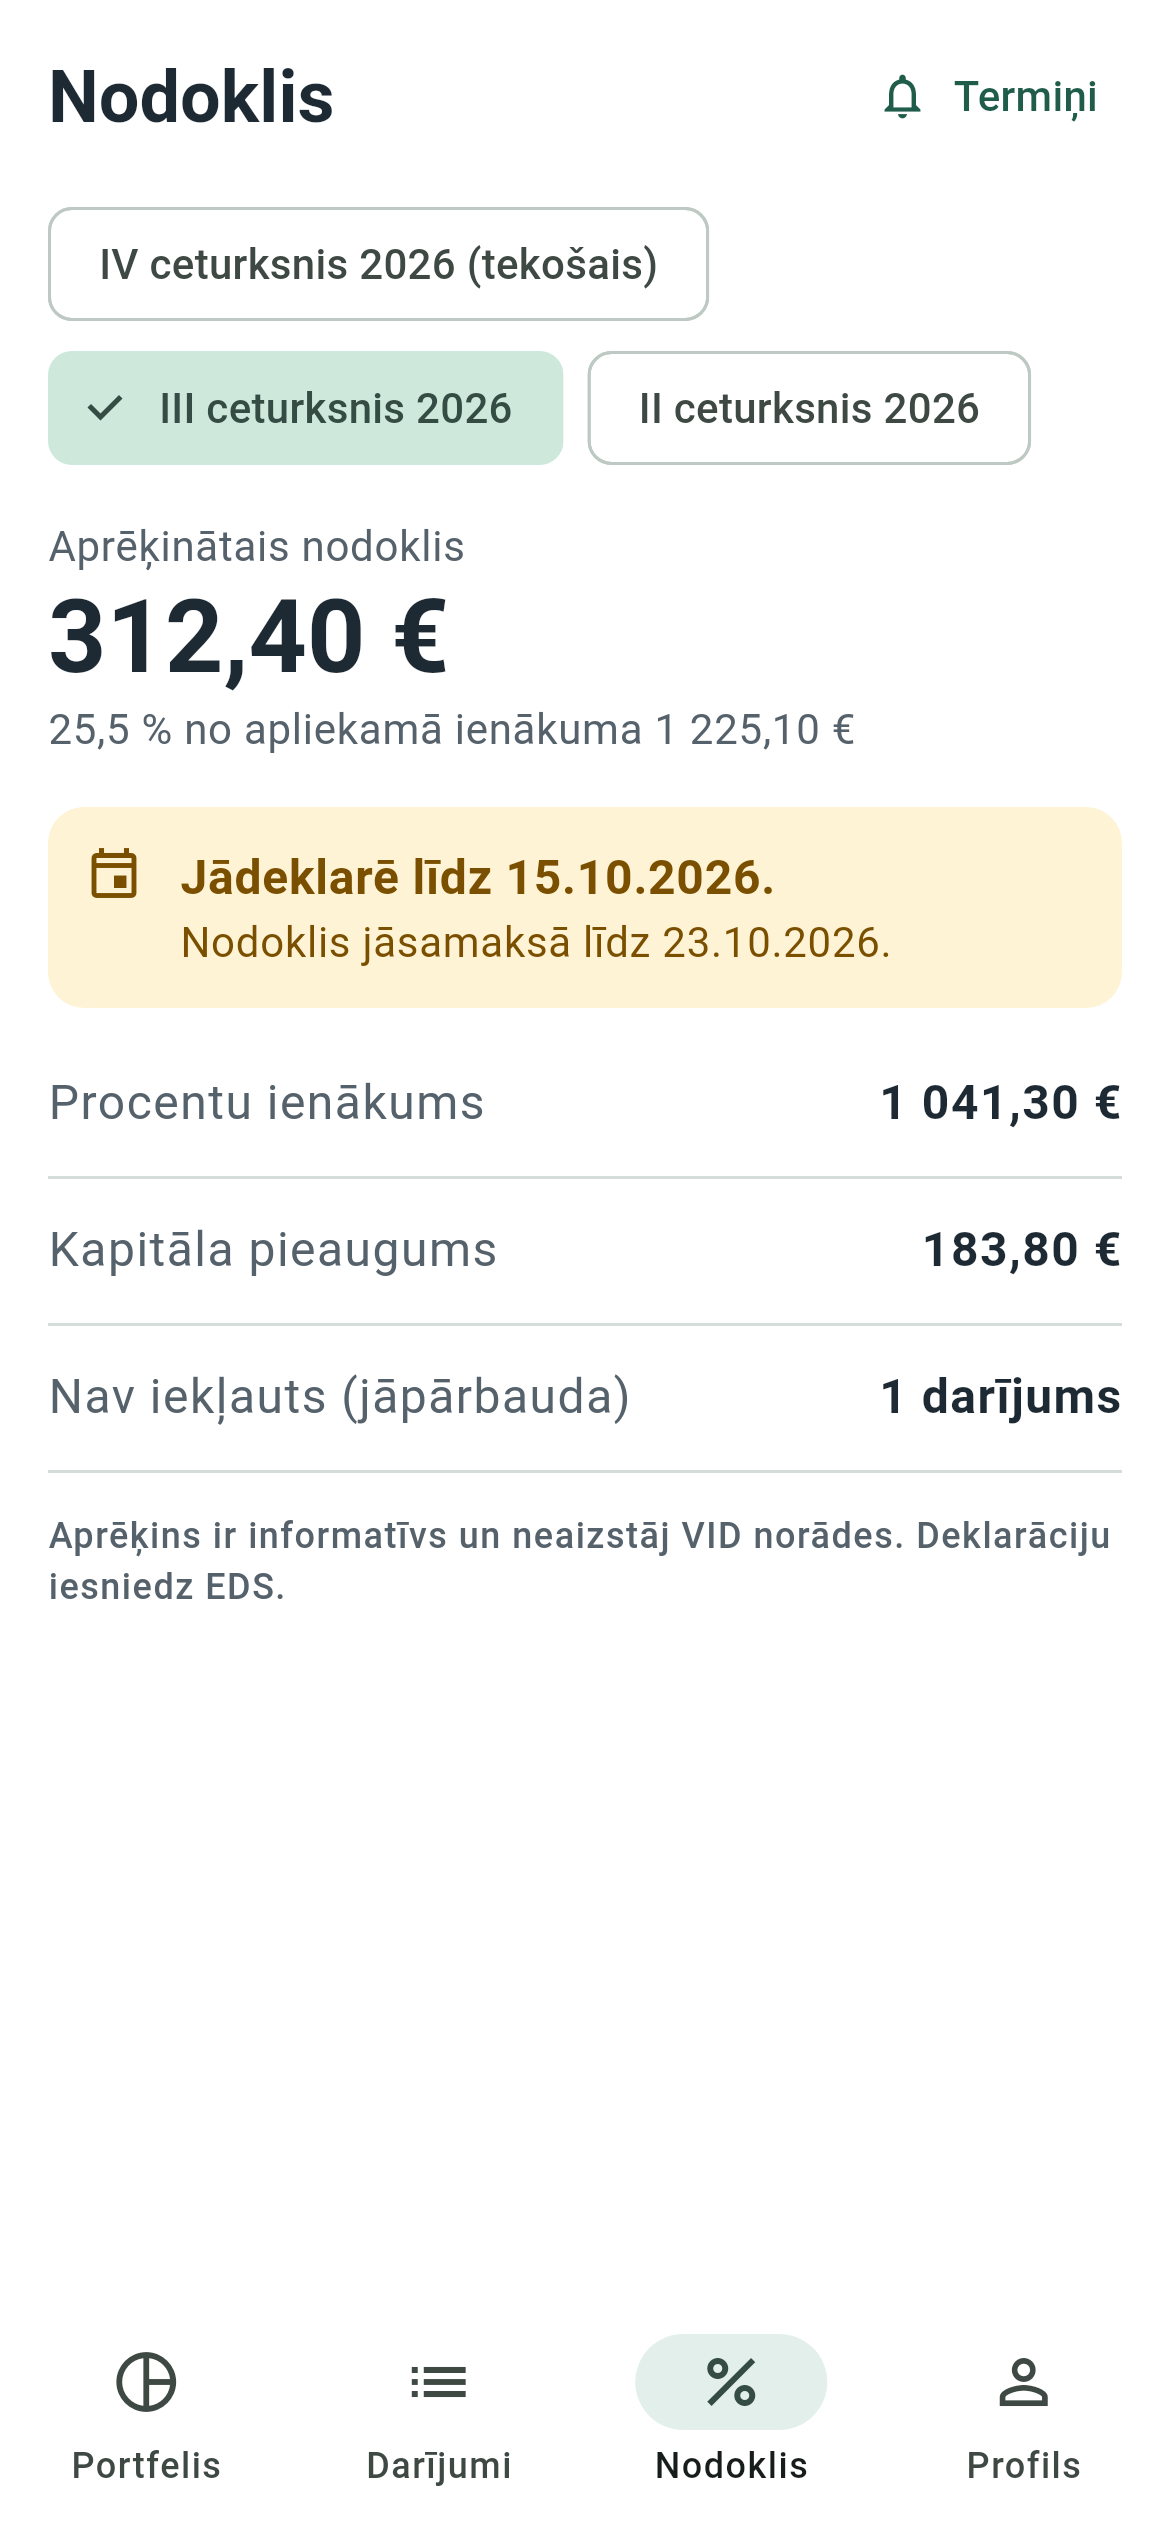 Nodoklis
Termiņi
IV ceturksnis 2026 (tekošais)
III ceturksnis 2026
II ceturksnis 2026
Aprēķinātais nodoklis
312,40 €
25,5 % no apliekamā ienākuma 1 225,10 €
Jādeklarē līdz 15.10.2026.
Nodoklis jāsamaksā līdz 23.10.2026.
Procentu ienākums 1 041,30 €
Kapitāla pieaugums 183,80 €
Nav iekļauts (jāpārbauda) 1 darījums
Aprēķins ir informatīvs un neaizstāj VID norādes. Deklarāciju
iesniedz EDS.
Portfelis Darījumi Nodoklis Profils